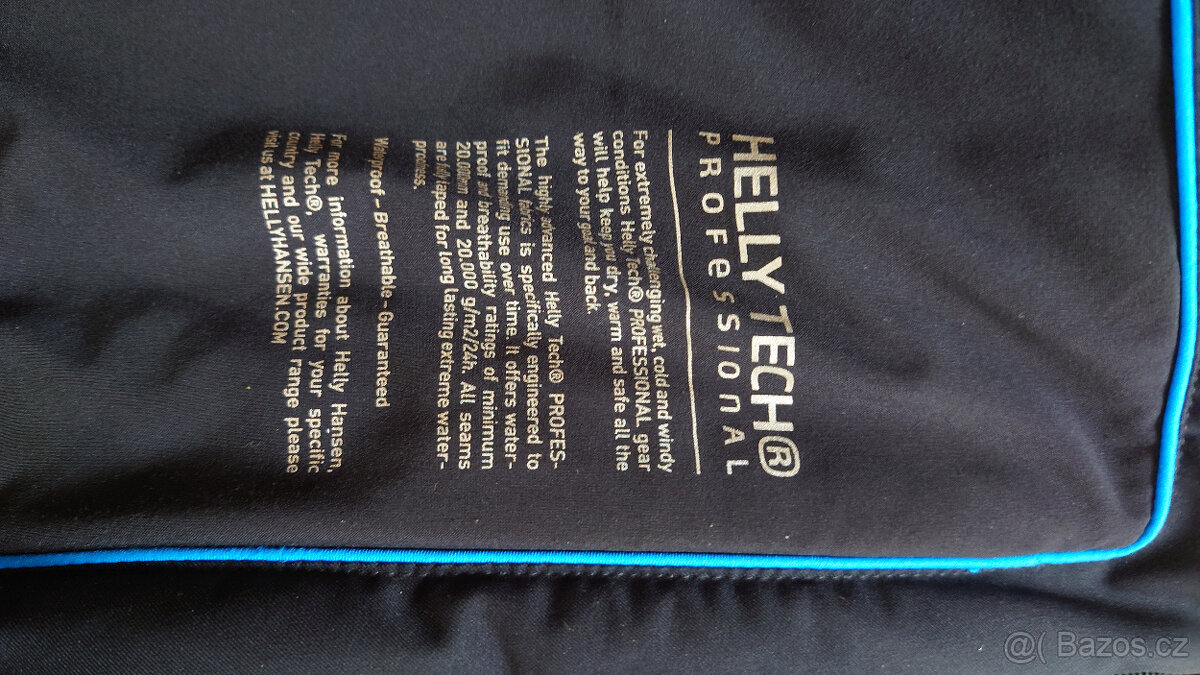 HELLY TECH®
PROFeSSIONAL
For extremely challenging wet, cold and windy
conditions Helly Tech® PROFESSIONAL gear
will help keep you dry, warm and safe all the
way to your goal and back.
The highly advanced Helly Tech® PROFES-
SIONAL fabrics is specifically engineered to
fit demanding use over time. It offers water-
proof and breathability ratings of minimum
20.000mm and 20.000 g/m2/24h. All seams
are fully taped for long lasting extreme water-
proofness.
Waterproof - Breathable - Guaranteed
For more information about Helly Hansen,
Helly Tech®, warranties for your specific
country and our wide product range please
visit us at HELLYHANSEN.COM
@( Bazos.cz